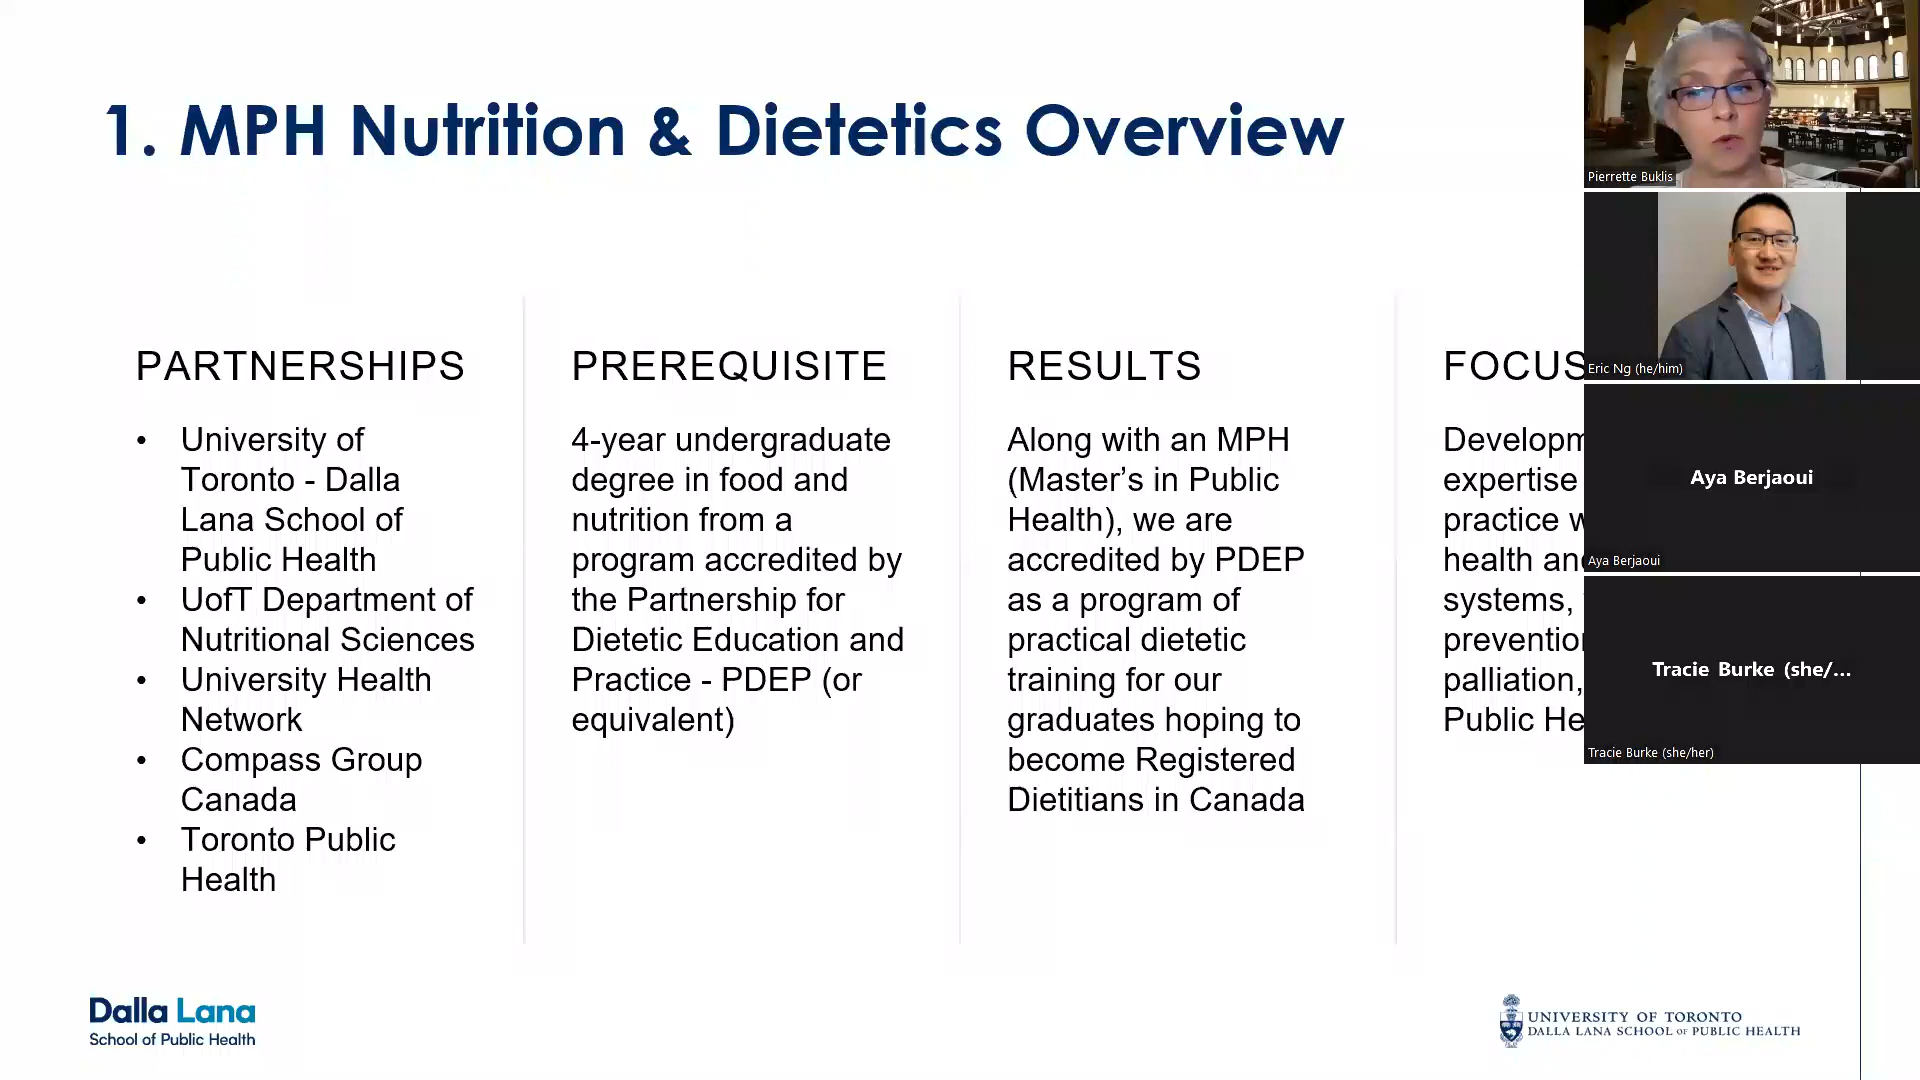 1. MPH Nutrition & Dietetics Overview
PARTNERSHIPS
• University of
Toronto - Dalla
Lana School of
Public Health
• UofT Department of
Nutritional Sciences
• University Health
Network
• Compass Group
Canada
• Toronto Public
Health
PREREQUISITE
4-year undergraduate
degree in food and
nutrition from a
program accredited by
the Partnership for
Dietetic Education and
Practice - PDEP (or
equivalent)
RESULTS
Along with an MPH
(Master’s in Public
Health), we are
accredited by PDEP
as a program of
practical dietetic
training for our
graduates hoping to
become Registered
Dietitians in Canada
FOCUS
expertise
practice
health
systems,
palliation,
Public
Pierrette Buklis
Eric Ng (he/him)
Aya Berjaoui
Aya Berjaoui
Tracie Burke (she/...
Tracie Burke (she/her)
Dalla Lana
School of Public Health
UNIVERSITY OF TORONTO
DALLA LANA SCHOOL OF PUBLIC HEALTH